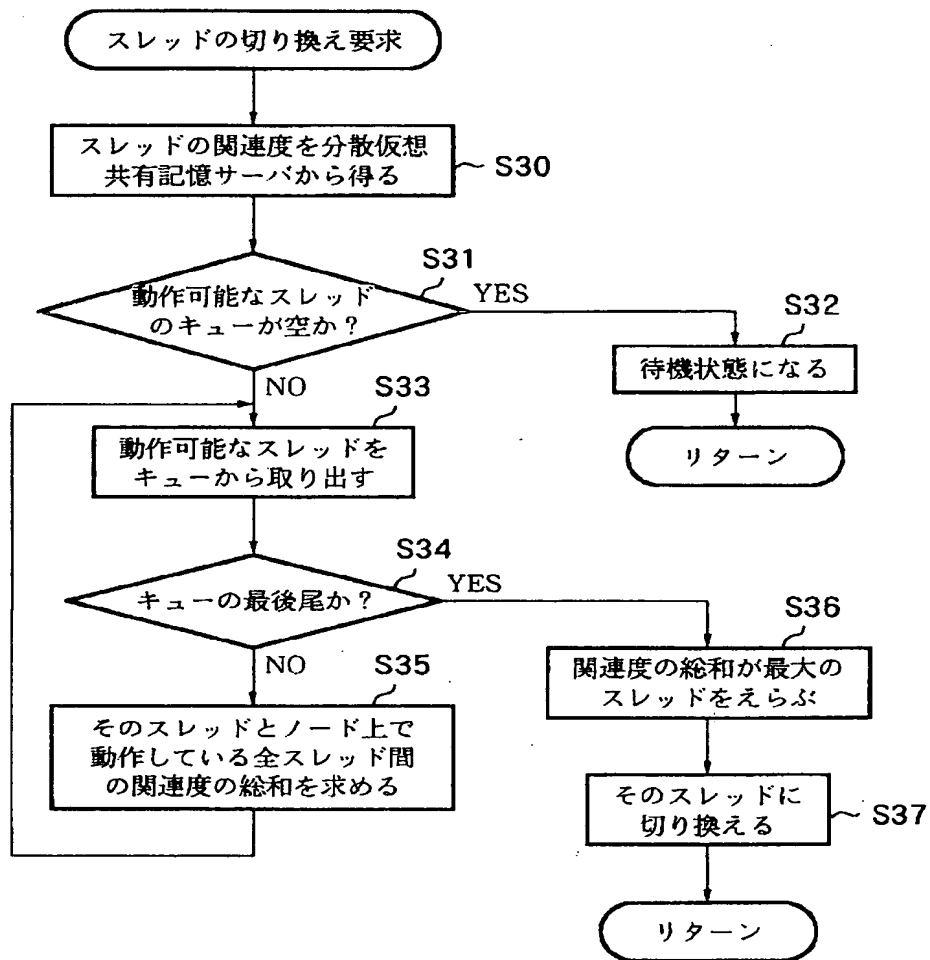 スレッドの切り換え要求
スレッドの関連度を分散仮想
共有記憶サーバから得る
S30
S31
動作可能なスレッド
のキューが空か？
YES
S32
待機状態になる
リターン
NO
S33
動作可能なスレッドを
キューから取り出す
S34
キューの最後尾か？
YES
NO
S35
そのスレッドとノード上で
動作している全スレッド間
の関連度の総和を求める
S36
関連度の総和が最大の
スレッドをえらぶ
そのスレッドに
切り換える
S37
リターン